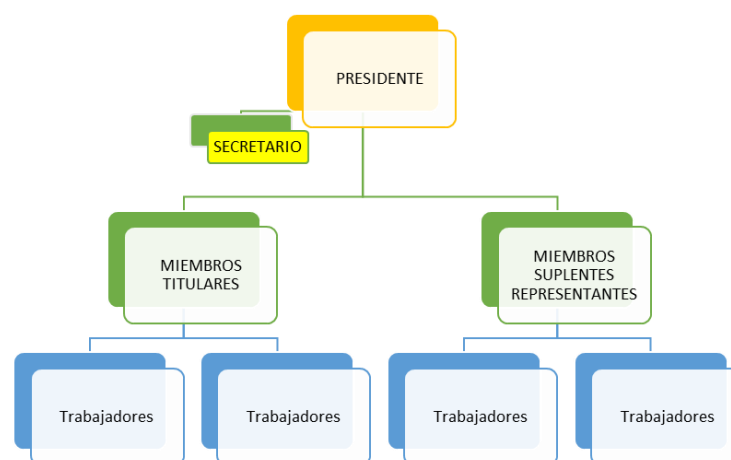 PRESIDENTE
SECRETARIO
MIEMBROS
TITULARES
MIEMBROS
SUPLENTES
REPRESENTANTES
Trabajadores
Trabajadores
Trabajadores
Trabajadores